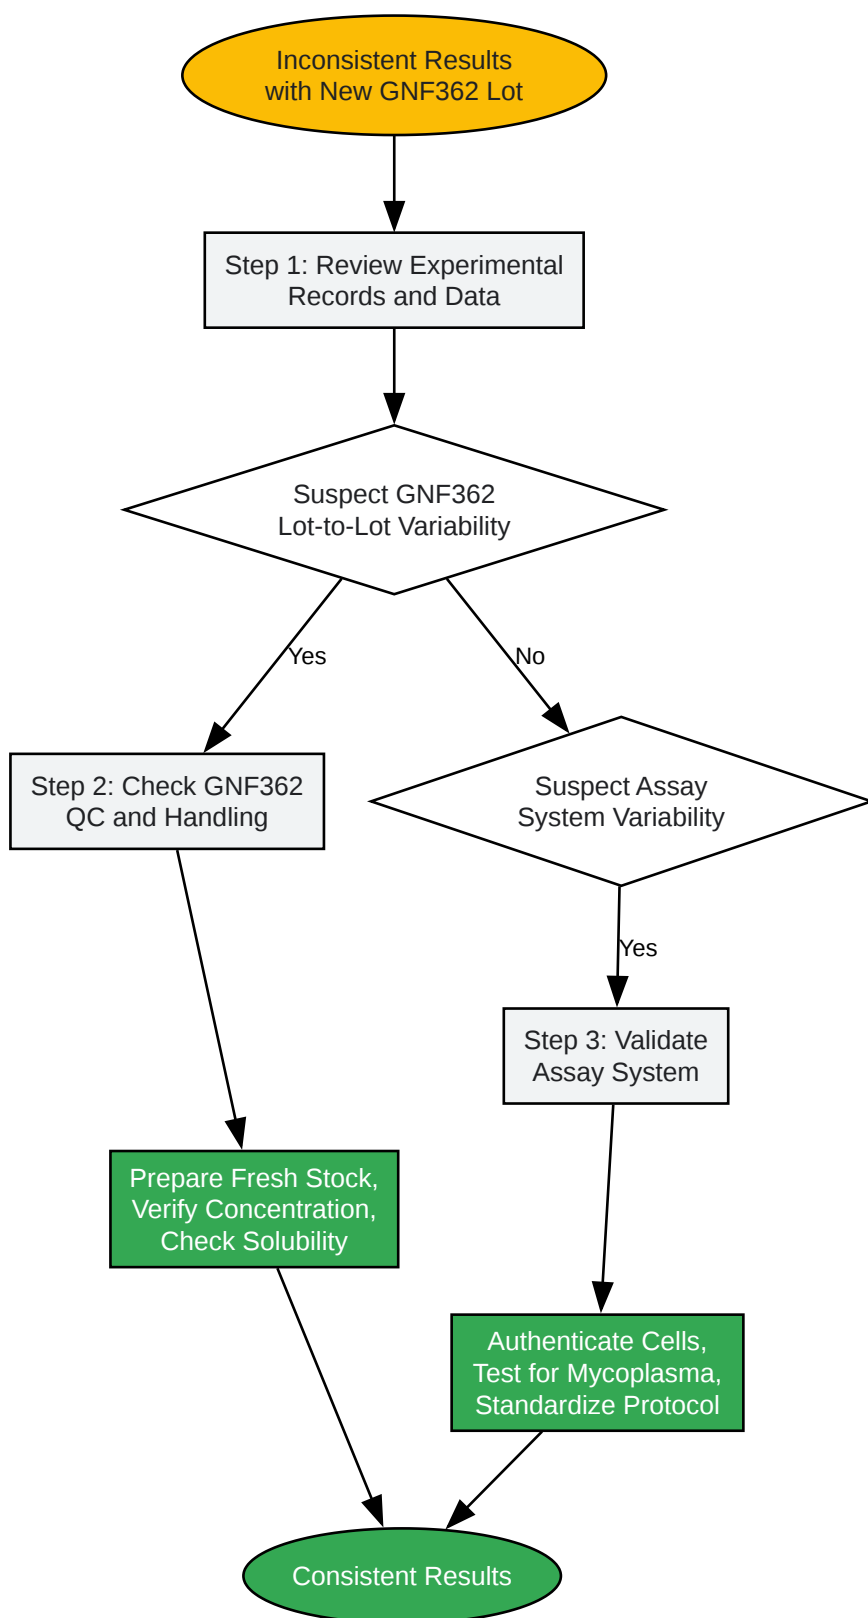 Inconsistent Results
with New GNF362 Lot
Step 1: Review Experimental
Records and Data
Suspect GNF362
Lot-to-Lot Variability
Yes
No
Step 2: Check GNF362
QC and Handling
Suspect Assay
System Variability
Yes
Step 3: Validate
Assay System
Prepare Fresh Stock,
Verify Concentration,
Check Solubility
Authenticate Cells,
Test for Mycoplasma,
Standardize Protocol
Consistent Results